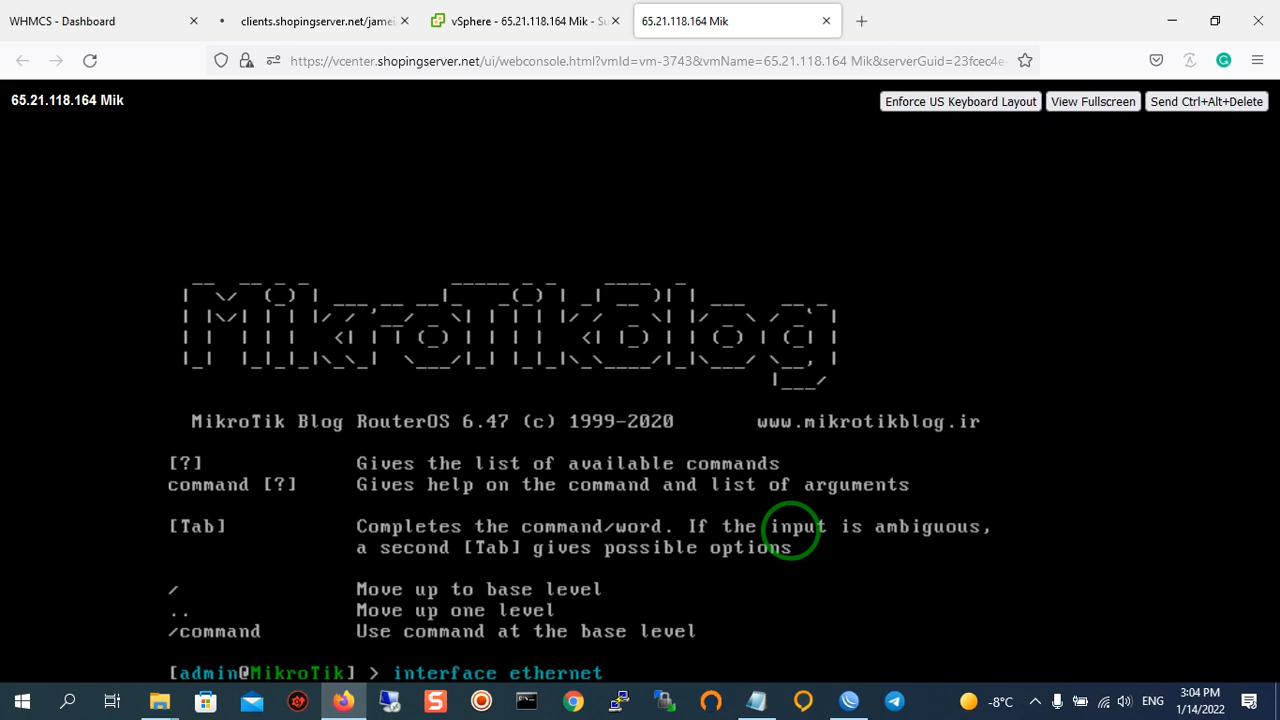 WHMCS - Dashboard
clients.shopingserver.net/jamei
vSphere - 65.21.118.164 Mik - Su
65.21.118.164 Mik
https://vcenter.shopingserver.net/ui/webconsole.html?vmId=vm-3743&vmName=65.21.118.164 Mik&serverGuid=23fcec4e
65.21.118.164 Mik
Enforce US Keyboard Layout
View Fullscreen
Send Ctrl+Alt+Delete
MikroTikBlog
MikroTik Blog RouterOS 6.47 (c) 1999-2020 www.mikrotikblog.ir
[?] Gives the list of available commands
command [?] Gives help on the command and list of arguments
[Tab] Completes the command/word. If the input is ambiguous,
a second [Tab] gives possible options
/ Move up to base level
.. Move up one level
/command Use command at the base level
[admin@MikroTik] > interface ethernet
-8°C
ENG
3:04 PM
1/14/2022